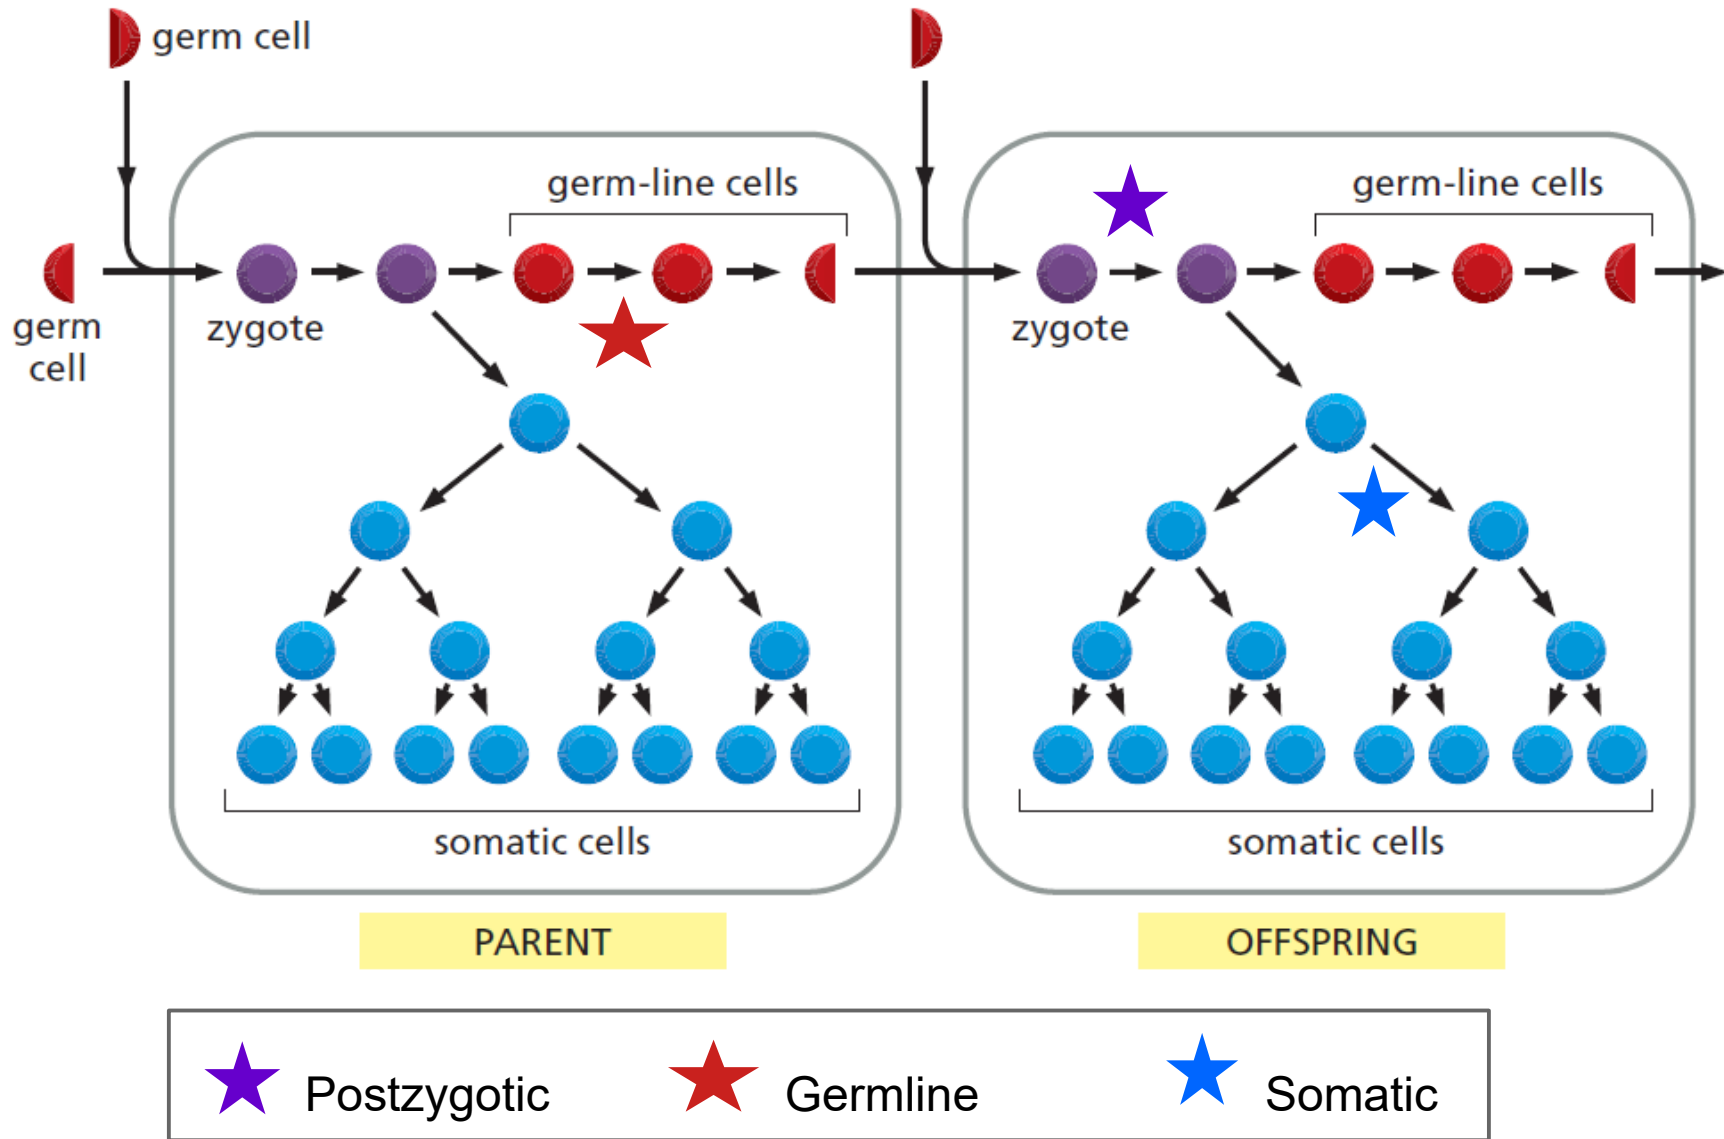 germ cell
germ-line cells
germ-line cells
germ
cell
zygote
zygote
somatic cells
somatic cells
PARENT
OFFSPRING
Postzygotic
Germline
Somatic